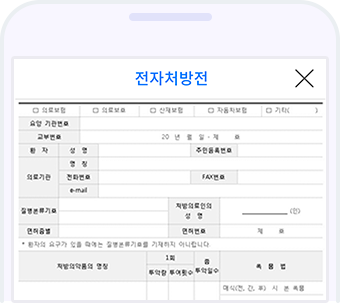 전자처방전
☐ 의료보험 ☐ 의료보호 ☐ 산재보험 ☐ 자동차보험 ☐ 기타( )
요양 기관번호
교부번호 20 년 월 일 - 제 호
환 자 성 명 주민등록번호
의료기관 명 칭
전화번호 FAX번호
e-mail
질병분류기호 처방의료인의 성 명 (인)
면허종별 면허번호 제 호
* 환자의 요구가 있을 때에는 질병분류기호를 기재하지 아니합니다.
처방의약품의 명칭 1회 투약량 투여횟수 총 투약일수 복 용 법
매식(전, 간, 후) 시 분 복용